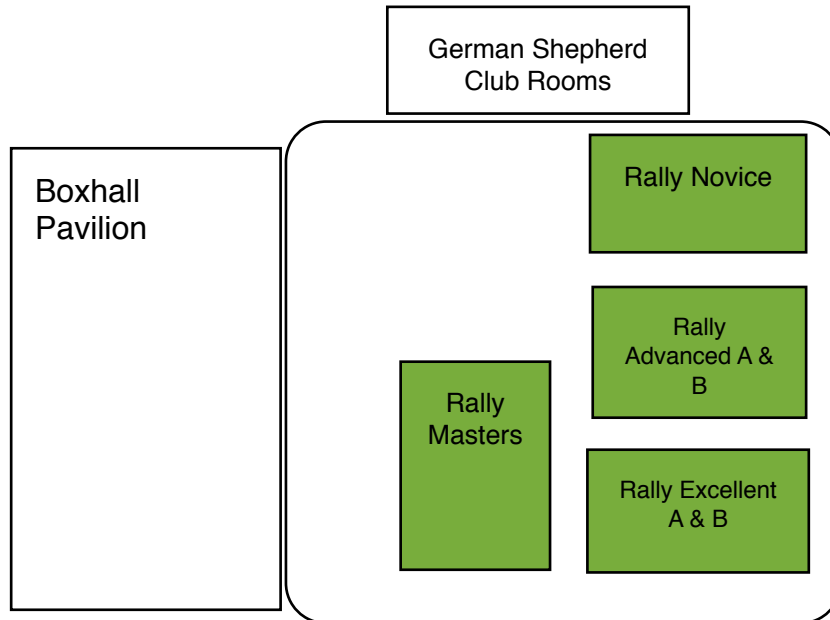 German Shepherd
Club Rooms
Boxhall
Pavilion
Rally Novice
Rally
Advanced A &
B
Rally
Masters
Rally Excellent
A & B